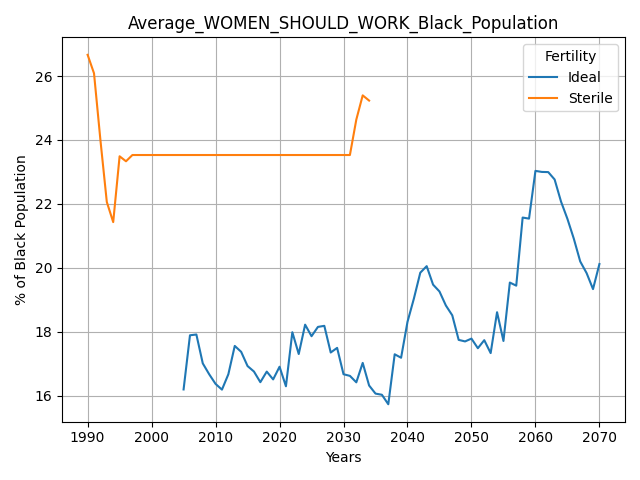 Average_WOMEN_SHOULD_WORK_Black_Population
Fertility
Ideal
Sterile
% of Black Population
26
24
22
20
18
16
1990 2000 2010 2020 2030 2040 2050 2060 2070
Years